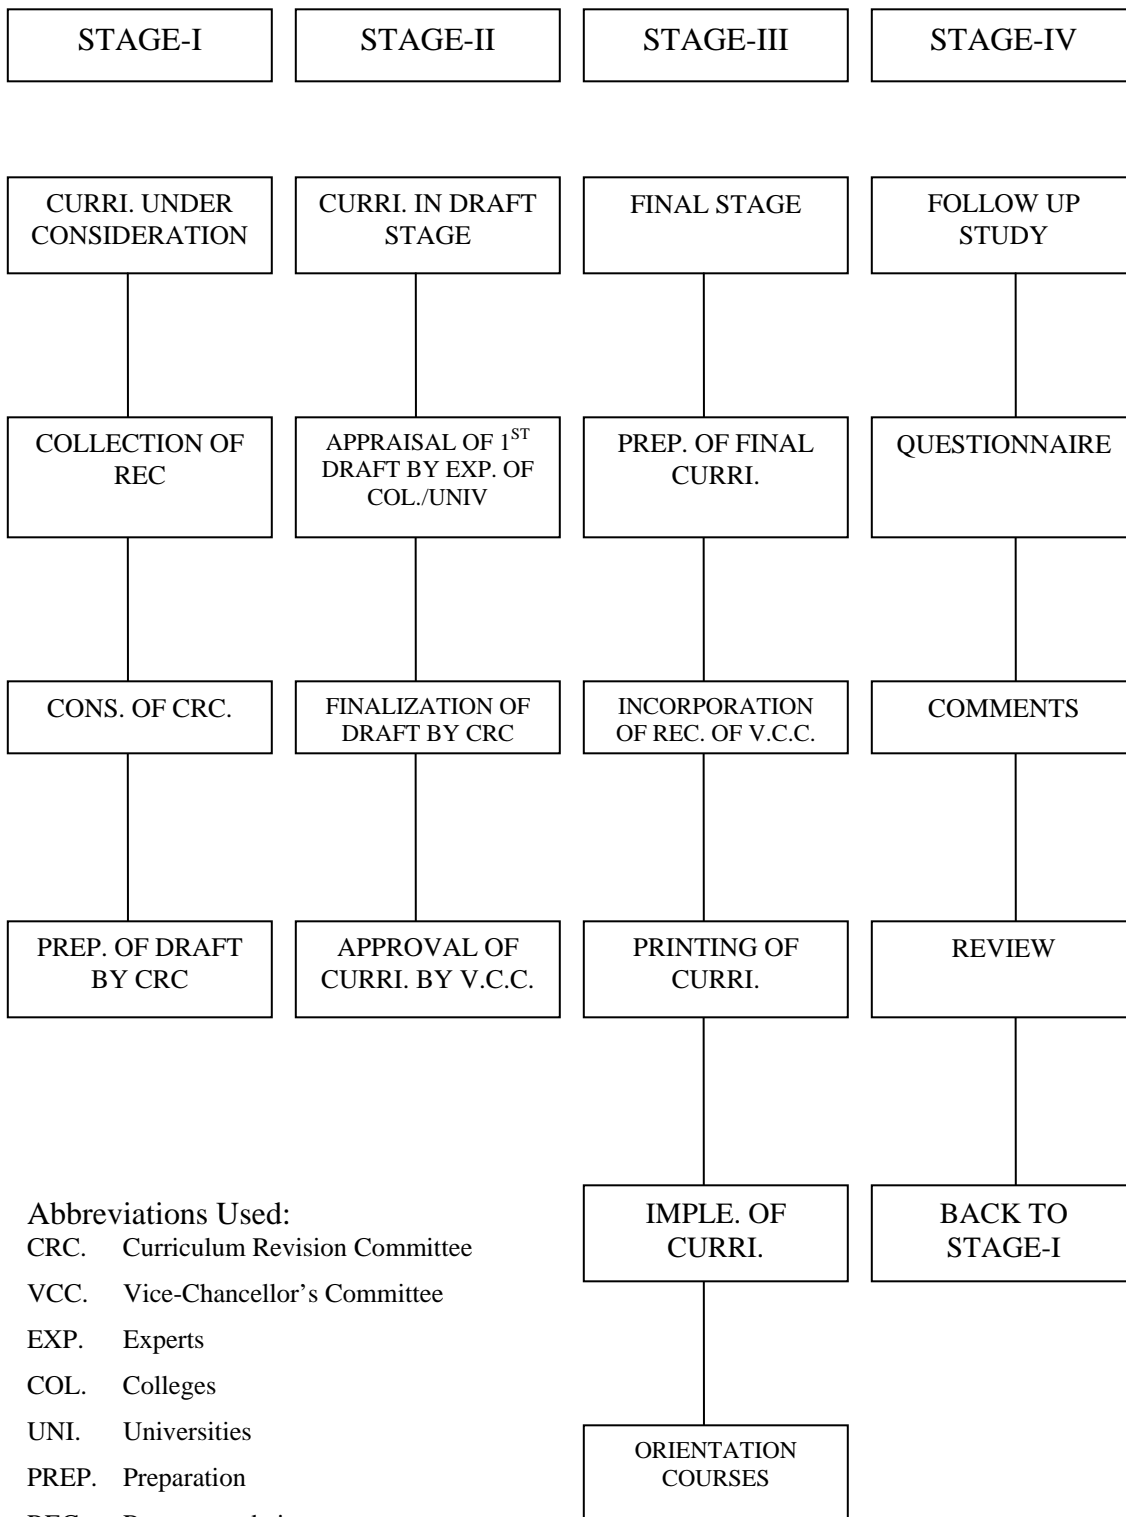 STAGE-I
STAGE-II
STAGE-III
STAGE-IV
CURRI. UNDER
CONSIDERATION
CURRI. IN DRAFT
STAGE
FINAL STAGE
FOLLOW UP
STUDY
COLLECTION OF
REC
APPRAISAL OF 1ST
DRAFT BY EXP. OF
COL./UNIV
PREP. OF FINAL
CURRI.
QUESTIONNAIRE
CONS. OF CRC.
FINALIZATION OF
DRAFT BY CRC
INCORPORATION
OF REC. OF V.C.C.
COMMENTS
PREP. OF DRAFT
BY CRC
APPROVAL OF
CURRI. BY V.C.C.
PRINTING OF
CURRI.
REVIEW
IMPLE. OF
CURRI.
BACK TO
STAGE-I
ORIENTATION
COURSES
Abbreviations Used:
CRC. Curriculum Revision Committee
VCC. Vice-Chancellor’s Committee
EXP. Experts
COL. Colleges
UNI. Universities
PREP. Preparation